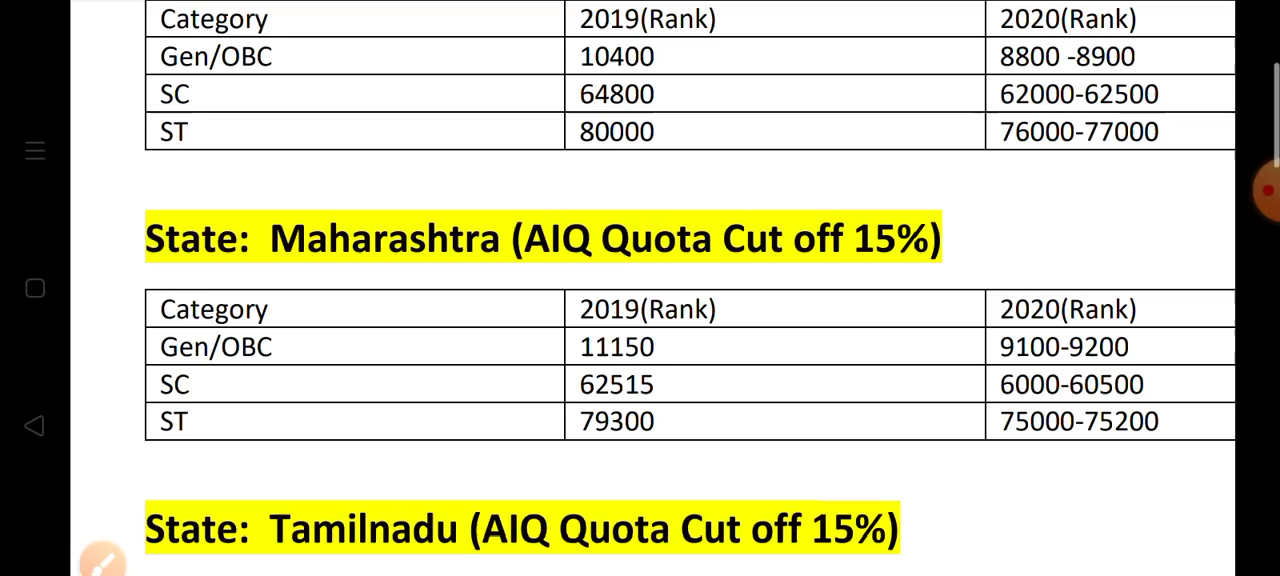 Category 2019(Rank) 2020(Rank)
Gen/OBC 10400 8800 -8900
SC 64800 62000-62500
ST 80000 76000-77000
State:  Maharashtra (AIQ Quota Cut off 15%)
Category 2019(Rank) 2020(Rank)
Gen/OBC 11150 9100-9200
SC 62515 6000-60500
ST 79300 75000-75200
State:  Tamilnadu (AIQ Quota Cut off 15%)